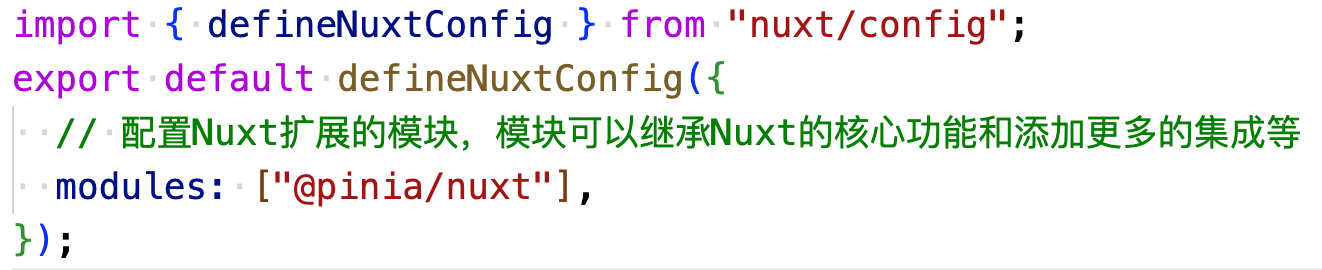 import { defineNuxtConfig } from "nuxt/config";
export default defineNuxtConfig({
  // 配置Nuxt扩展的模块，模块可以继承Nuxt的核心功能和添加更多的集成等
  modules: ["@pinia/nuxt"],
});